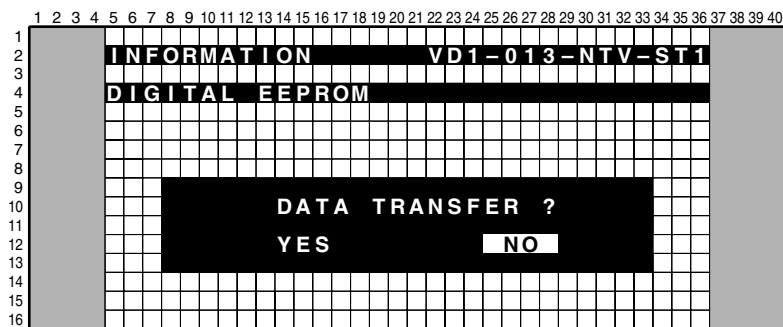 1 2 3 4 5 6 7 8 9 10 11 12 13 14 15 16 17 18 19 20 21 22 23 24 25 26 27 28 29 30 31 32 33 34 35 36 37 38 39 40
1
2 INFORMATION VD1-013-NTV-ST1
3
4 DIGITAL EEPROM
5
6
7
8
9
10 DATA TRANSFER ?
11
12 YES NO
13
14
15
16